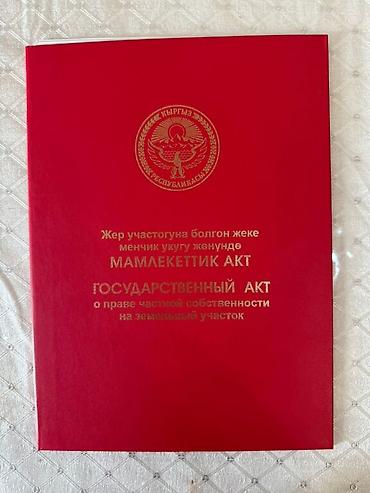 КЫРГЫЗ
РЕСПУБЛИКАСЫ
Жер участогуна болгон жеке
менчик укугу жөнүндө
МАМЛЕКЕТТИК АКТ
ГОСУДАРСТВЕННЫЙ АКТ
о праве частной собственности
на земельный участок